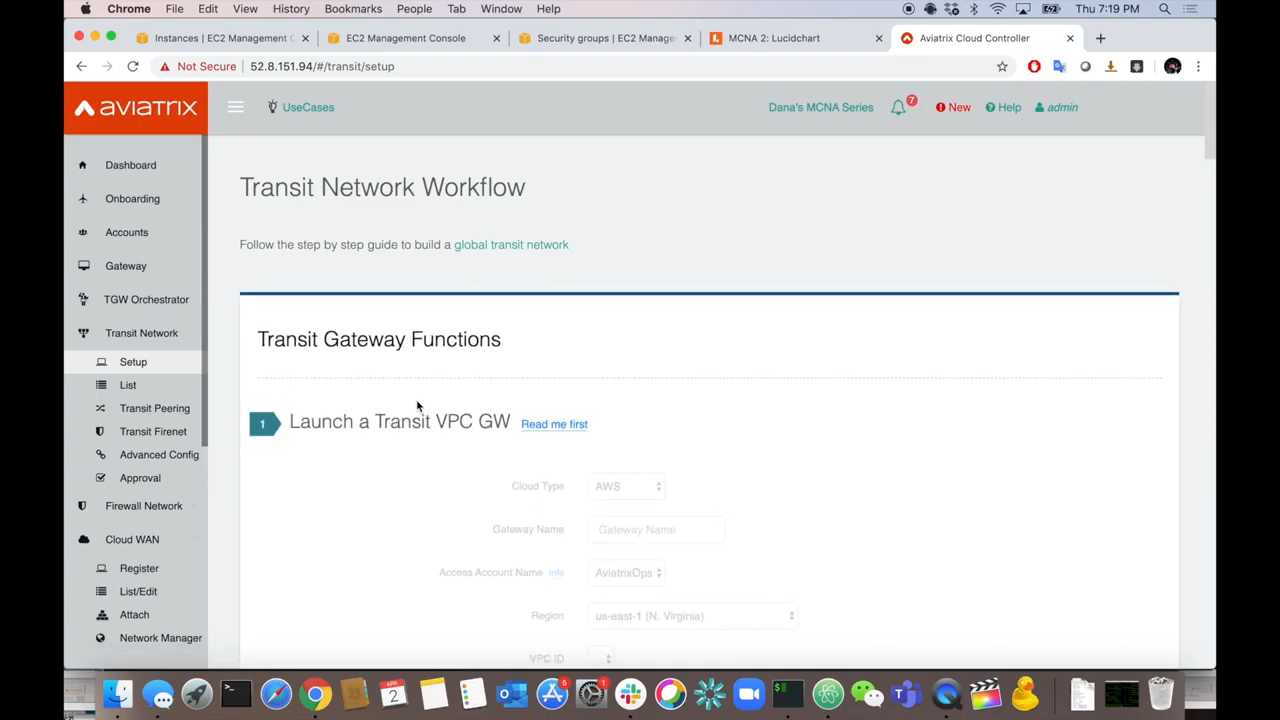 Chrome File Edit View History Bookmarks People Tab Window Help Thu 7:19 PM
Instances | EC2 Management C EC2 Management Console Security groups | EC2 Manage MCNA 2: Lucidchart Aviatrix Cloud Controller
Not Secure 52.8.151.94/#/transit/setup
aviatrix UseCases Dana's MCNA Series 7 New Help admin
Dashboard
Onboarding
Accounts
Gateway
TGW Orchestrator
Transit Network
Setup
List
Transit Peering
Transit Firenet
Advanced Config
Approval
Firewall Network
Cloud WAN
Register
List/Edit
Attach
Network Manager
Transit Network Workflow
Follow the step by step guide to build a global transit network
Transit Gateway Functions
1 Launch a Transit VPC GW Read me first
Cloud Type AWS
Gateway Name Gateway Name
Access Account Name Info AviatrixOps
Region us-east-1 (N. Virginia)
VPC ID
APR
2
5
1